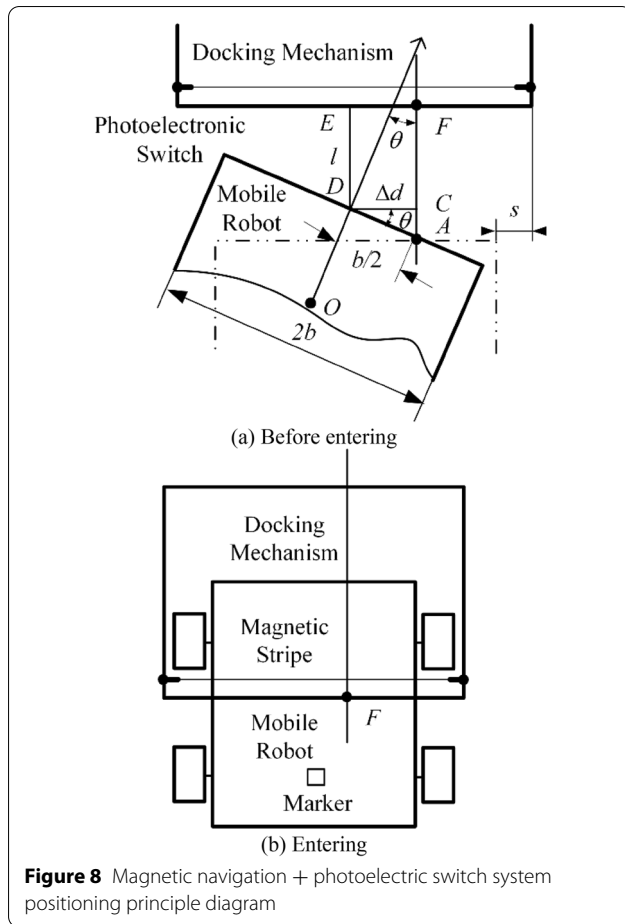 Docking Mechanism
Photoelectronic
Switch
E
F
θ
l
D
Δd
C
Mobile
Robot
θ
A
s
b/2
O
2b
(a) Before entering
Docking
Mechanism
Magnetic
Stripe
F
Mobile
Robot
Marker
(b) Entering
Figure 8 Magnetic navigation + photoelectric switch system
positioning principle diagram